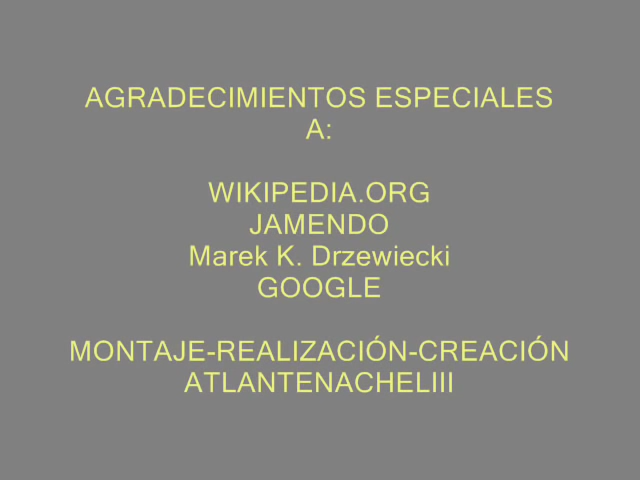 AGRADECIMIENTOS ESPECIALES
A:
WIKIPEDIA.ORG
JAMENDO
Marek K. Drzewiecki
GOOGLE
MONTAJE-REALIZACIÓN-CREACIÓN
ATLANTENACHELIII